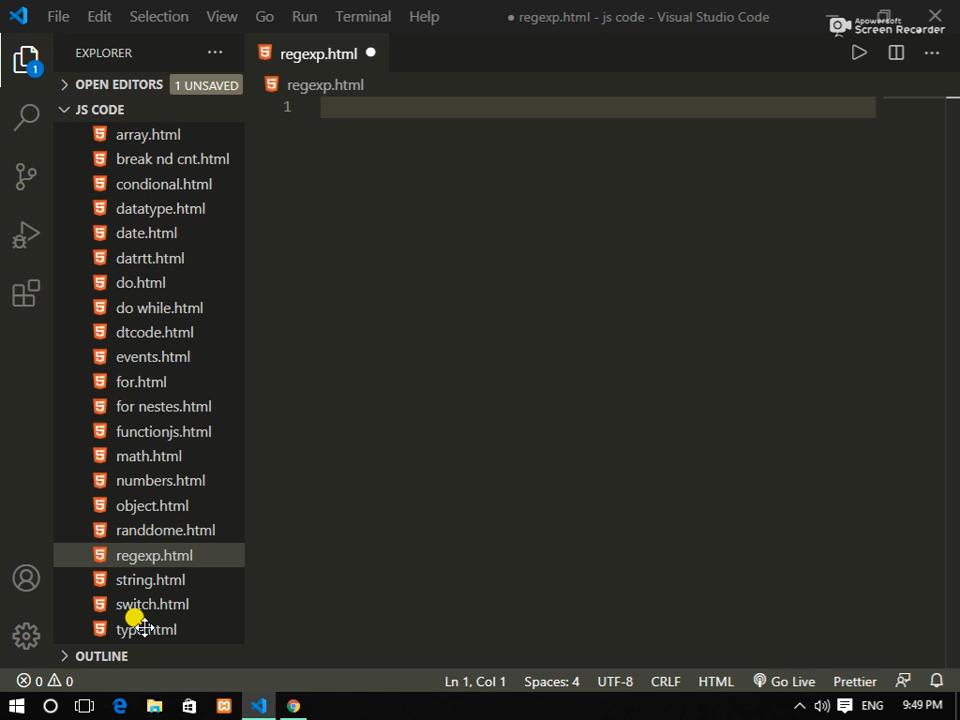 File Edit Selection View Go Run Terminal Help ● regexp.html - js code - Visual Studio Code
Apowersoft
Screen Recorder
EXPLORER ···
regexp.html
OPEN EDITORS 1 UNSAVED
regexp.html
JS CODE
1
array.html
break nd cnt.html
condional.html
datatype.html
date.html
datrtt.html
do.html
do while.html
dtcode.html
events.html
for.html
for nestes.html
functionjs.html
math.html
numbers.html
object.html
randdome.html
regexp.html
string.html
switch.html
type.html
OUTLINE
1
0 0 Ln 1, Col 1 Spaces: 4 UTF-8 CRLF HTML Go Live Prettier
ENG 9:49 PM